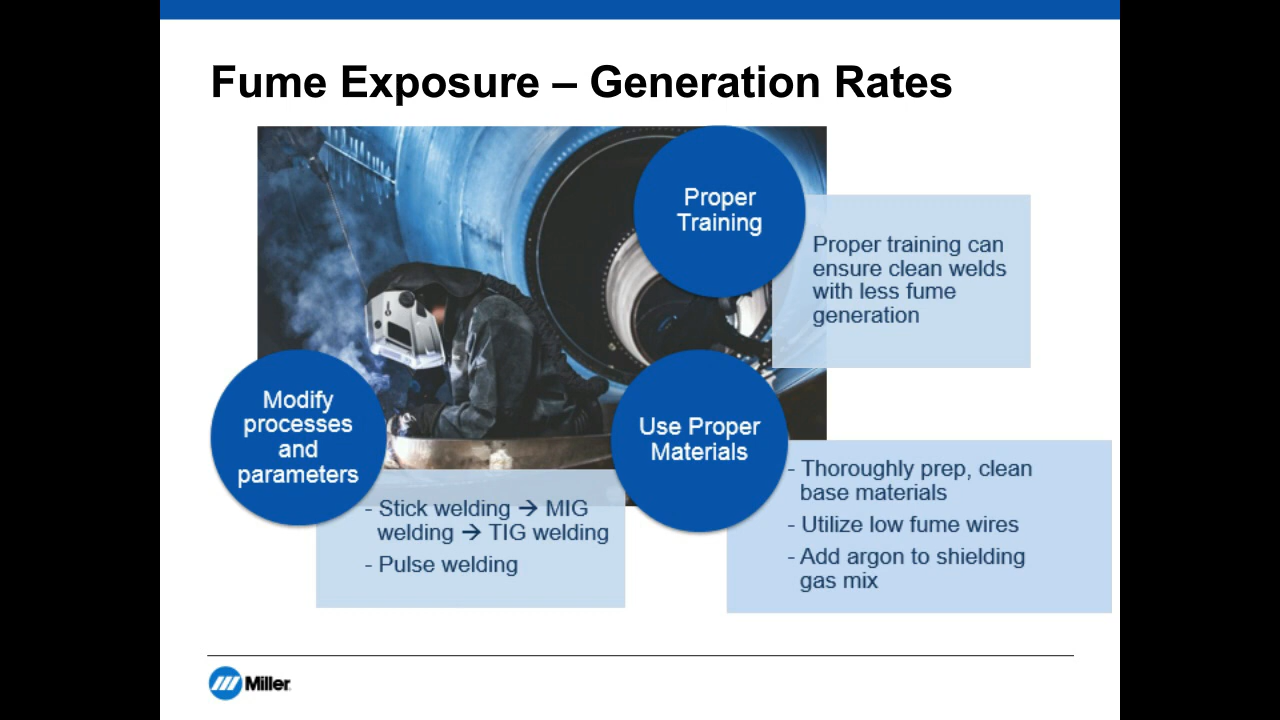 Fume Exposure – Generation Rates
Proper
Training
Proper training can
ensure clean welds
with less fume
generation
Modify
processes
and
parameters
- Stick welding → MIG
welding → TIG welding
- Pulse welding
Use Proper
Materials
- Thoroughly prep, clean
base materials
- Utilize low fume wires
- Add argon to shielding
gas mix
Miller